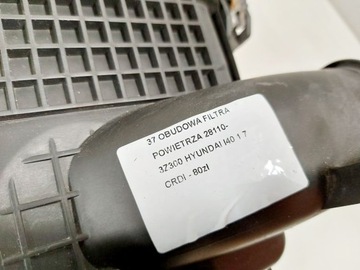 37 OBUDOWA FILTRA
POWIETRZA 28110-
3Z300 HYUNDAI I40 1.7
CRDI - 80zł